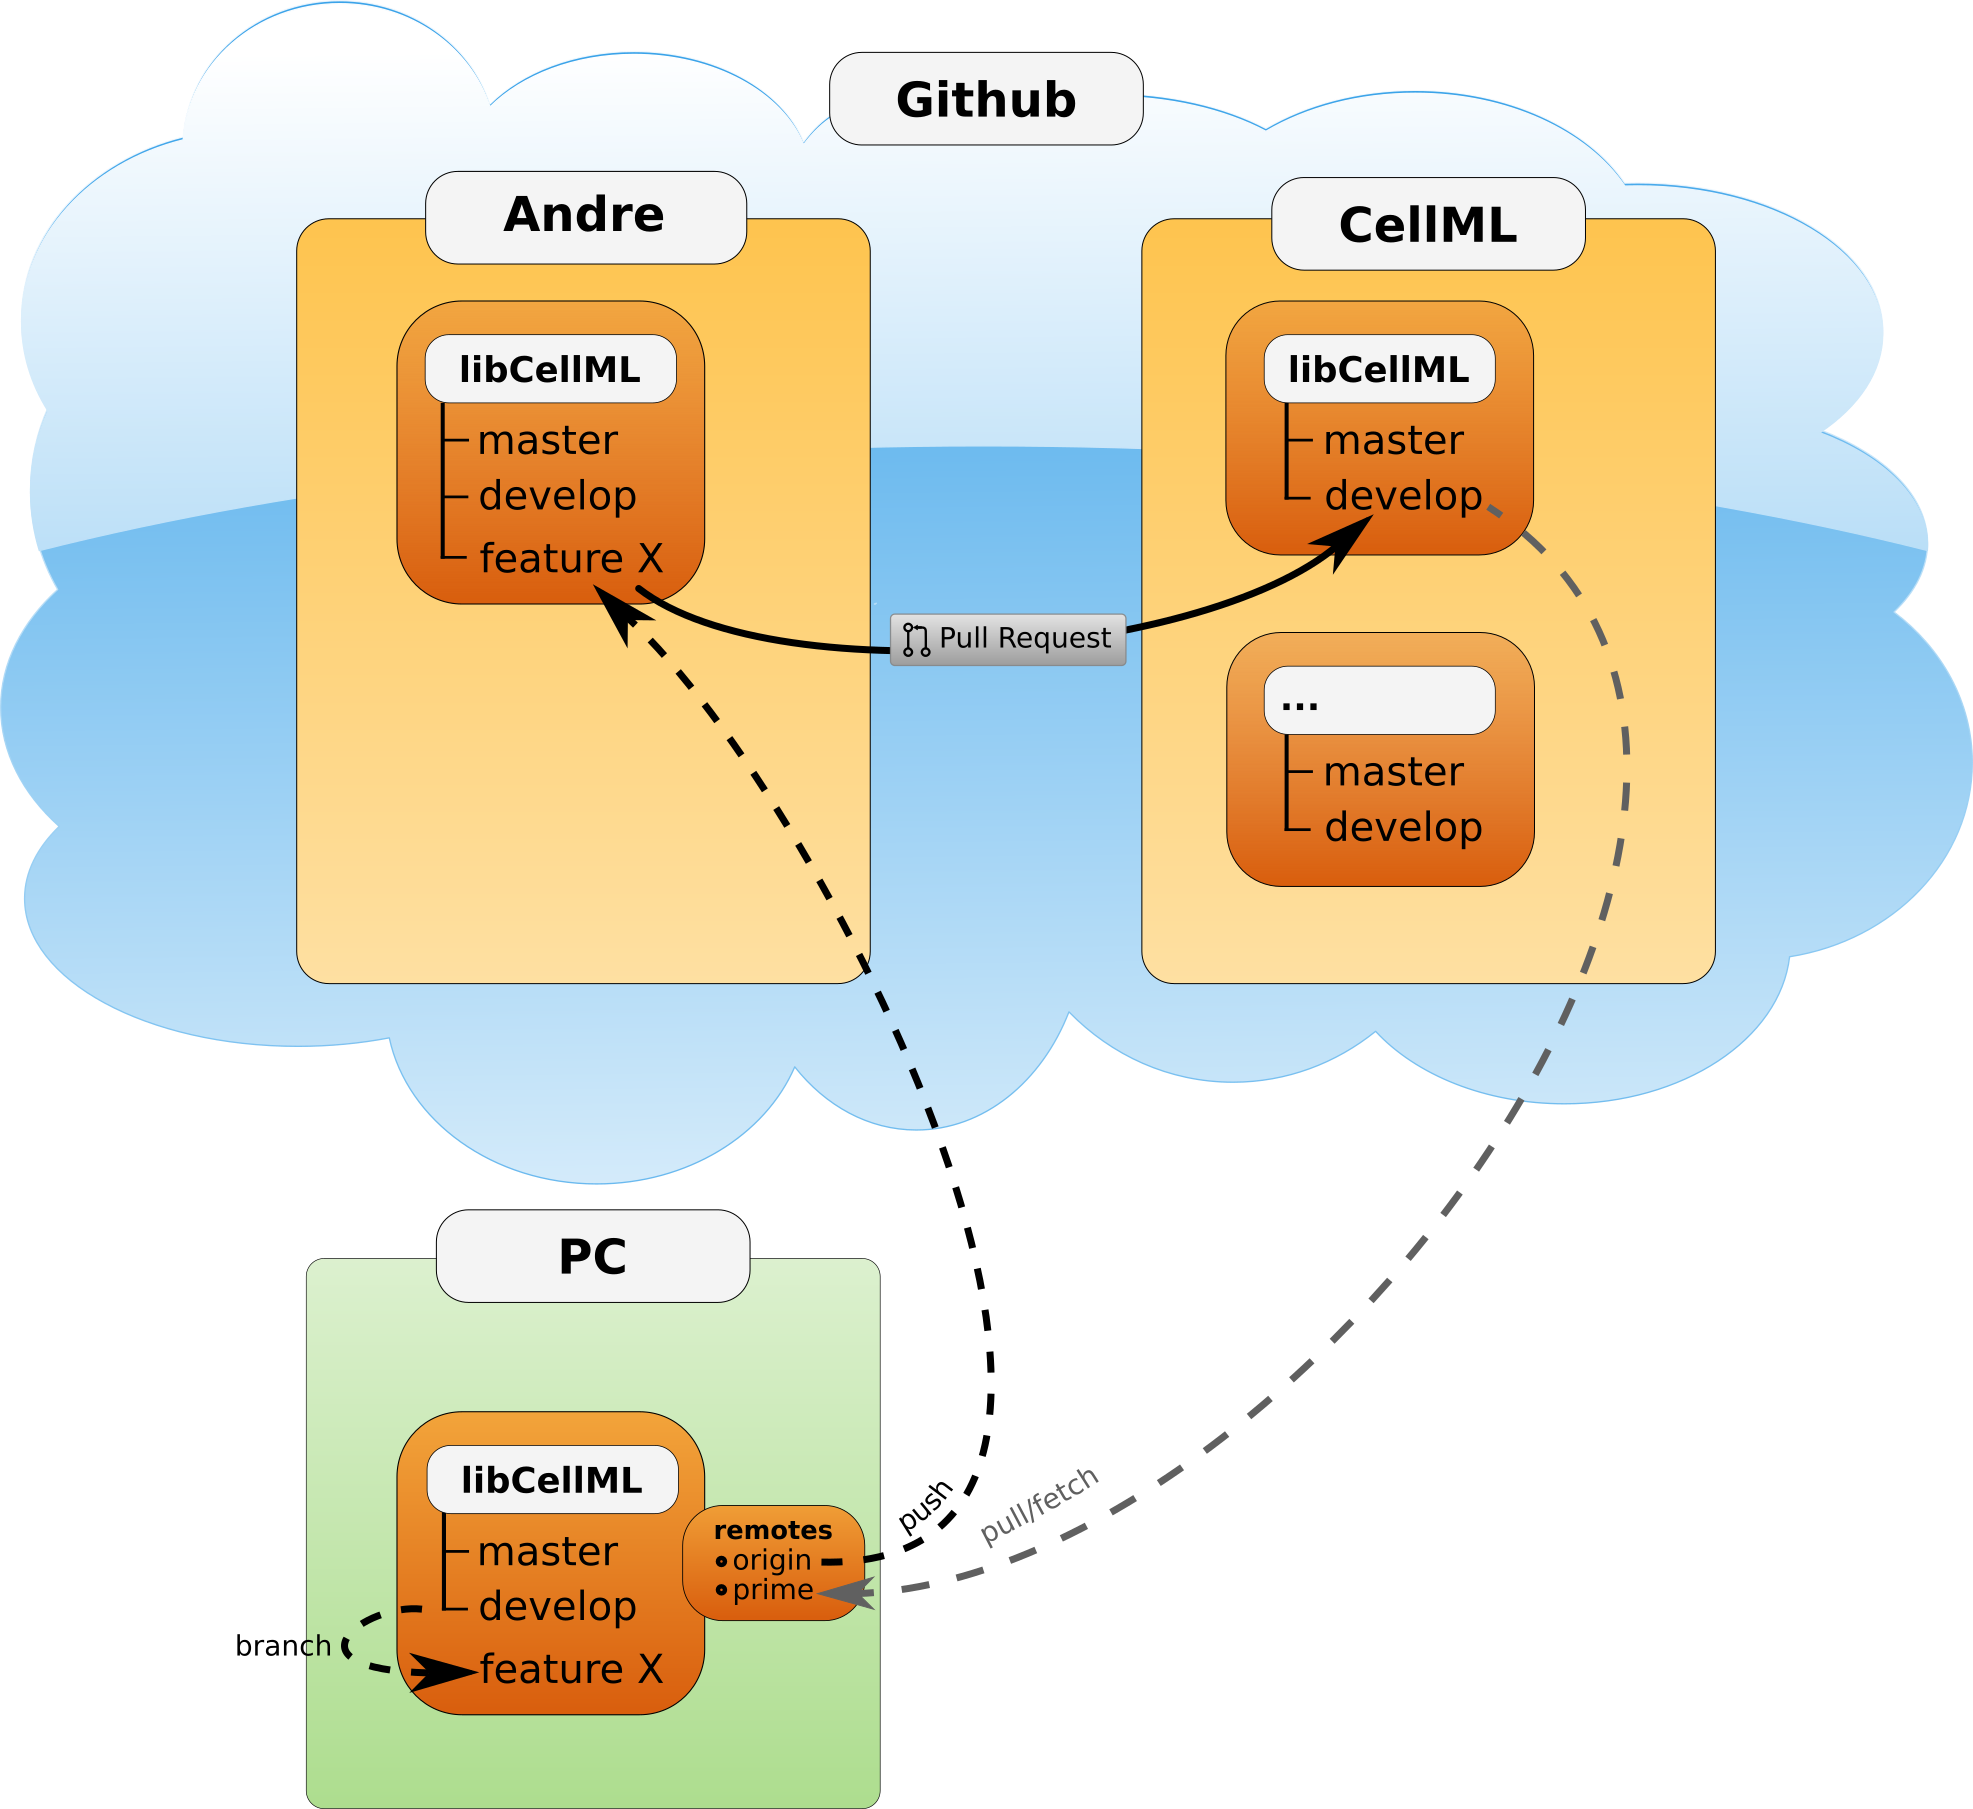 Github
Andre
libCellML
master
develop
feature X
CellML
libCellML
master
develop
Pull Request
...
master
develop
PC
libCellML
master
develop
feature X
branch
remotes
origin
prime
push
pull/fetch